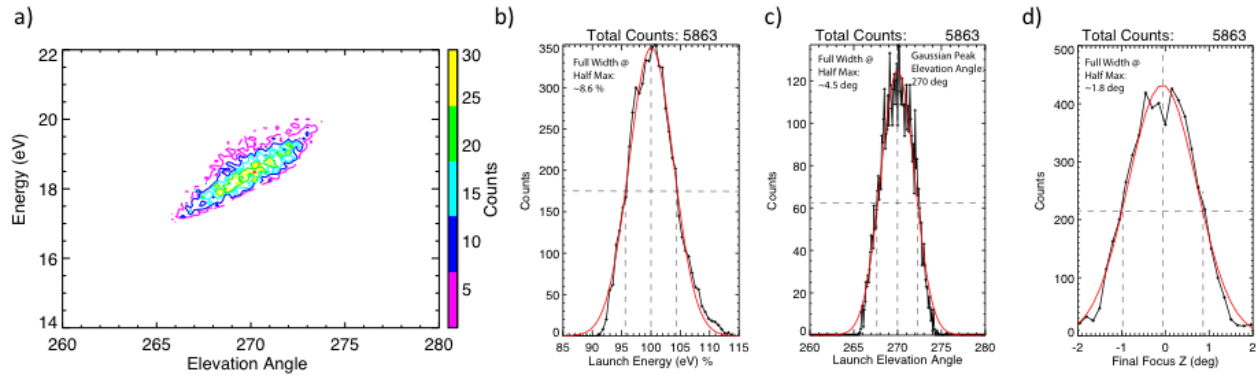 a)
22
20
18
16
14
Energy (eV)
260
265
270
275
280
Elevation Angle
30
25
20
15
10
5
Counts
b)
Total Counts: 5863
Full Width @
Half Max:
~8.6 %
350
300
250
200
150
100
50
0
Counts
85 90 95 100 105 110 115
Launch Energy (eV) %
c)
Total Counts: 5863
Full Width @
Half Max:
~4.5 deg
Gaussian Peak
Elevation Angle:
270 deg
120
100
80
60
40
20
0
Counts
260 265 270 275 280
Launch Elevation Angle
d)
Total Counts: 5863
Full Width @
Half Max:
~1.8 deg
500
400
300
200
100
0
Counts
-2 -1 0 1 2
Final Focus Z (deg)